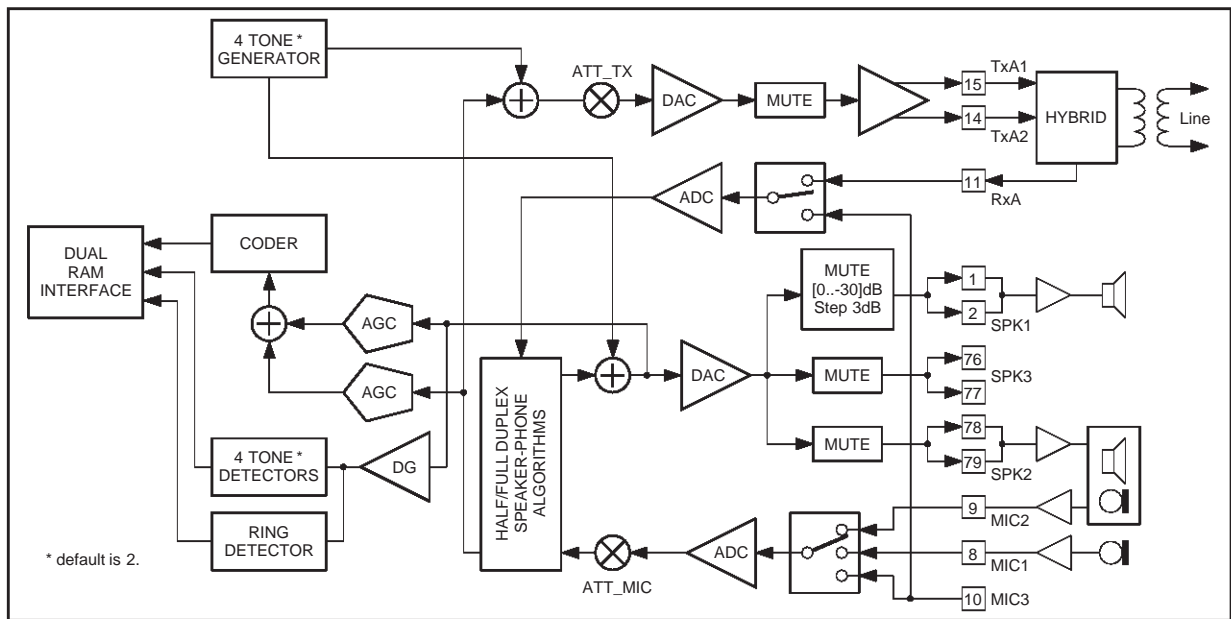 4 TONE *
GENERATOR
ATT_TX
DAC
MUTE
15
TxA1
14
TxA2
HYBRID
Line
ADC
11
RxA
DUAL
RAM
INTERFACE
CODER
AGC
AGC
MUTE
[0..-30]dB
Step 3dB
1
2
SPK1
DAC
MUTE
76
SPK3
77
MUTE
78
79
SPK2
HALF/FULL DUPLEX
SPEAKER-PHONE
ALGORITHMS
4 TONE *
DETECTORS
DG
RING
DETECTOR
ATT_MIC
ADC
9
MIC2
8
MIC1
10
MIC3
* default is 2.